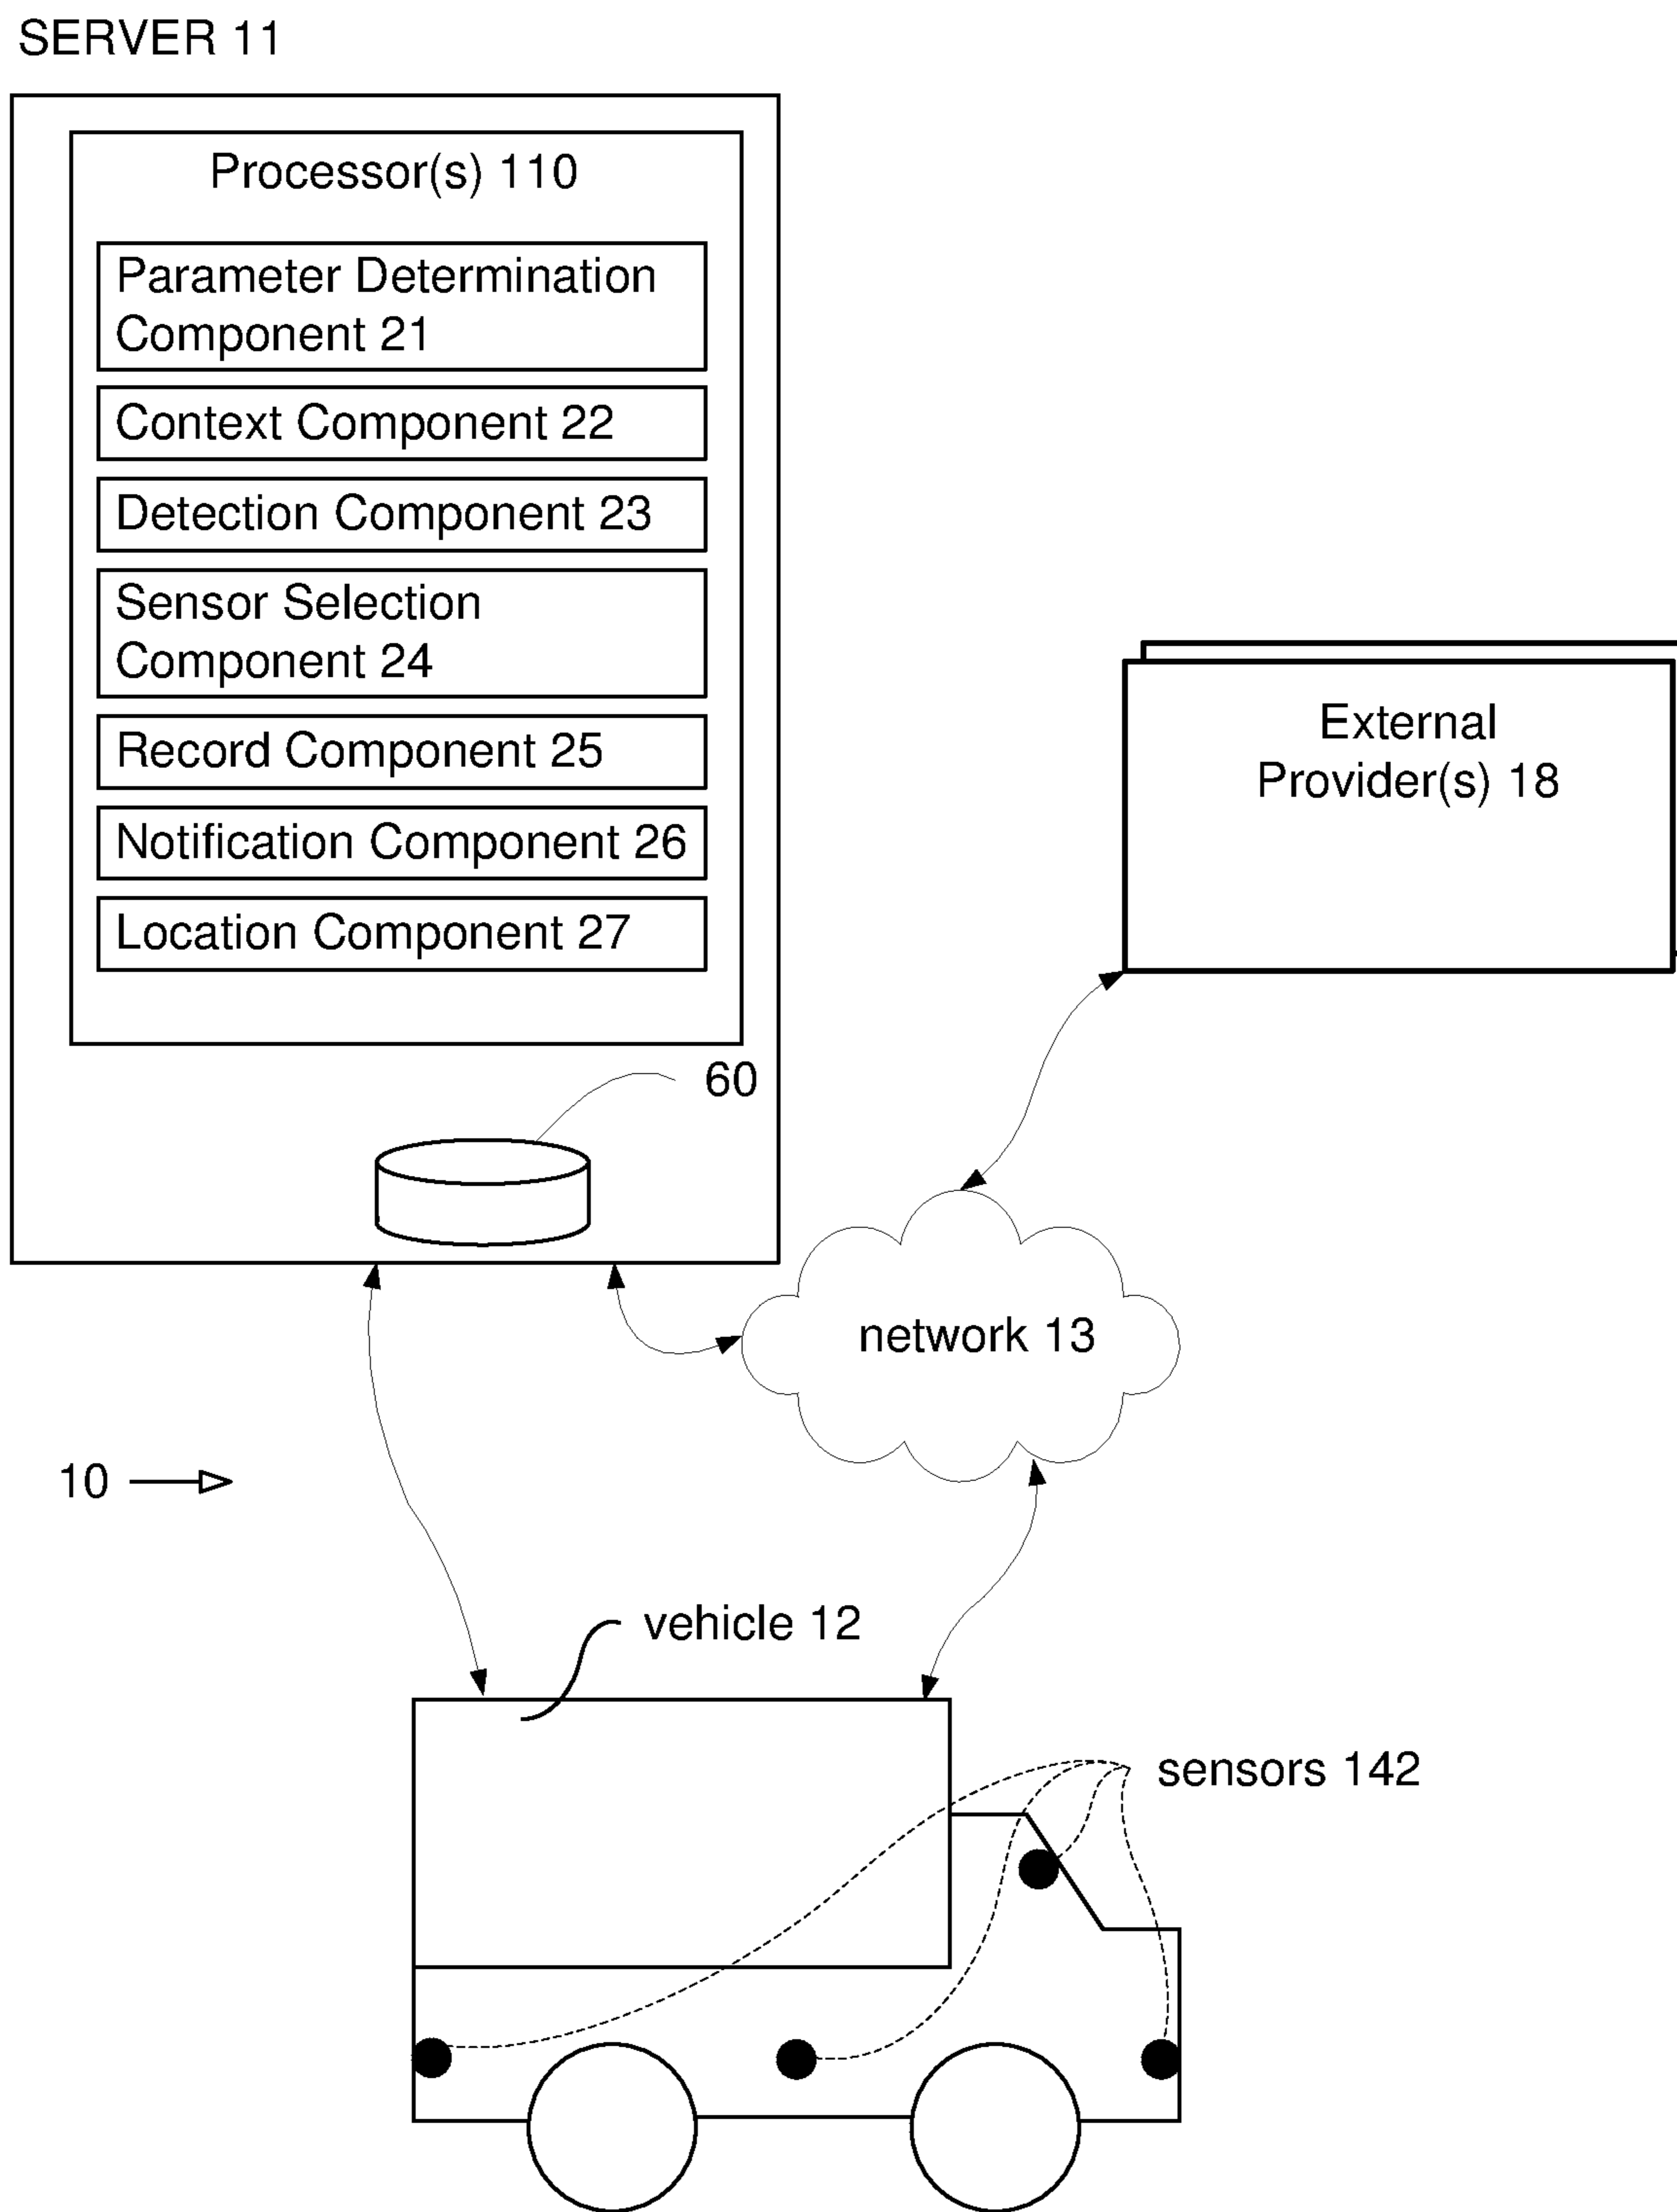 SERVER 11
Processor(s) 110
Parameter Determination
Component 21
Context Component 22
Detection Component 23
Sensor Selection
Component 24
Record Component 25
Notification Component 26
Location Component 27
60
External
Provider(s) 18
network 13
10
vehicle 12
sensors 142